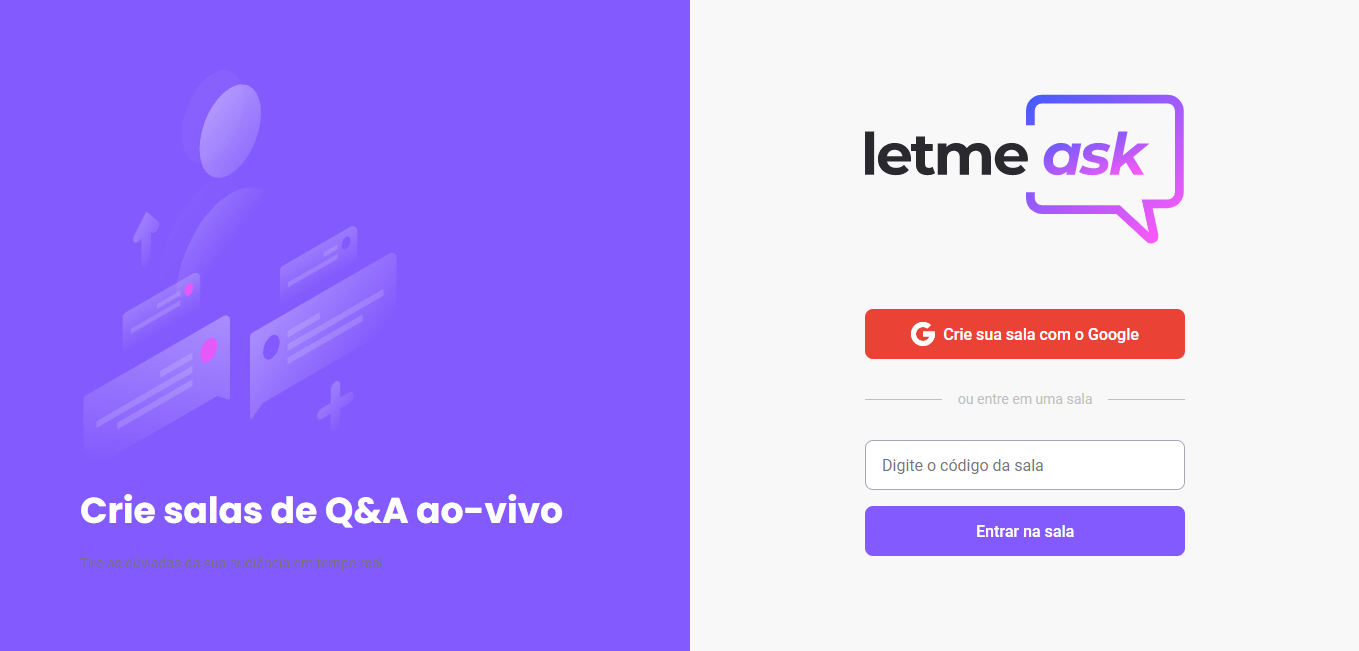 Crie salas de Q&A ao-vivo
Tire as dúvidas da sua audiência em tempo real
letme ask
Crie sua sala com o Google
ou entre em uma sala
Digite o código da sala
Entrar na sala